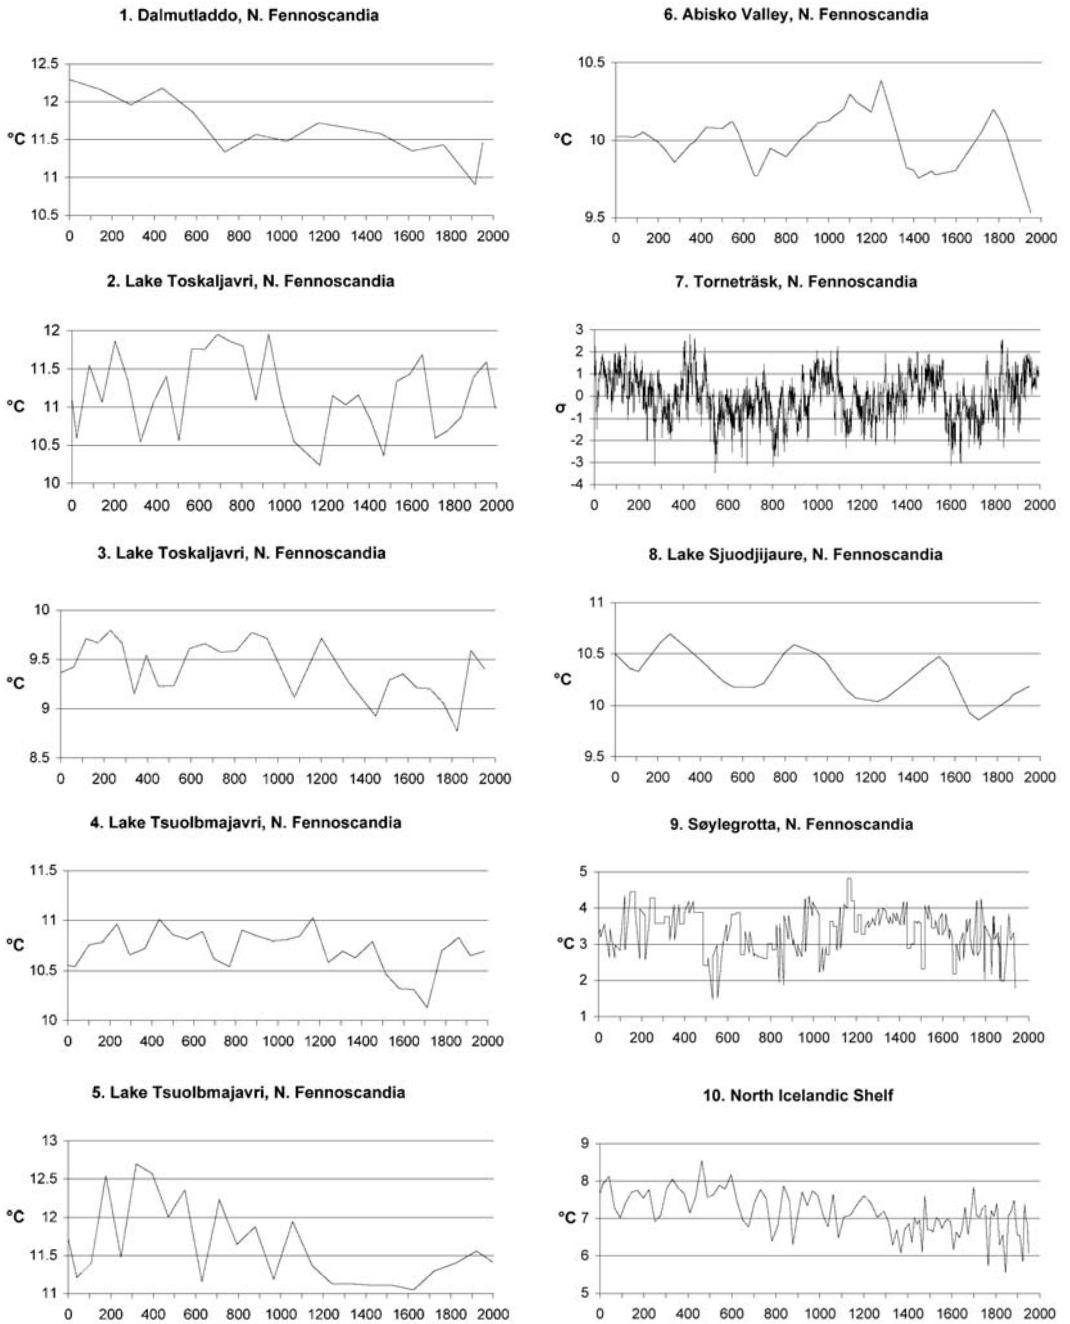 1. Dalmutladdo, N. Fennoscandia
12.5
12
11.5
11
10.5
°C
0 200 400 600 800 1000 1200 1400 1600 1800 2000
2. Lake Toskaljavri, N. Fennoscandia
12
11.5
11
10.5
10
°C
0 200 400 600 800 1000 1200 1400 1600 1800 2000
3. Lake Toskaljavri, N. Fennoscandia
10
9.5
9
8.5
°C
0 200 400 600 800 1000 1200 1400 1600 1800 2000
4. Lake Tsuolbmajavri, N. Fennoscandia
11.5
11
10.5
10
°C
0 200 400 600 800 1000 1200 1400 1600 1800 2000
5. Lake Tsuolbmajavri, N. Fennoscandia
13
12.5
12
11.5
11
°C
0 200 400 600 800 1000 1200 1400 1600 1800 2000
6. Abisko Valley, N. Fennoscandia
10.5
10
9.5
°C
0 200 400 600 800 1000 1200 1400 1600 1800 2000
7. Torneträsk, N. Fennoscandia
3
2
1
0
-1
-2
-3
-4
σ
0 200 400 600 800 1000 1200 1400 1600 1800 2000
8. Lake Sjuodjijaure, N. Fennoscandia
11
10.5
10
9.5
°C
0 200 400 600 800 1000 1200 1400 1600 1800 2000
9. Søylegrotta, N. Fennoscandia
5
4
3
2
1
°C
0 200 400 600 800 1000 1200 1400 1600 1800 2000
10. North Icelandic Shelf
9
8
7
6
5
°C
0 200 400 600 800 1000 1200 1400 1600 1800 2000